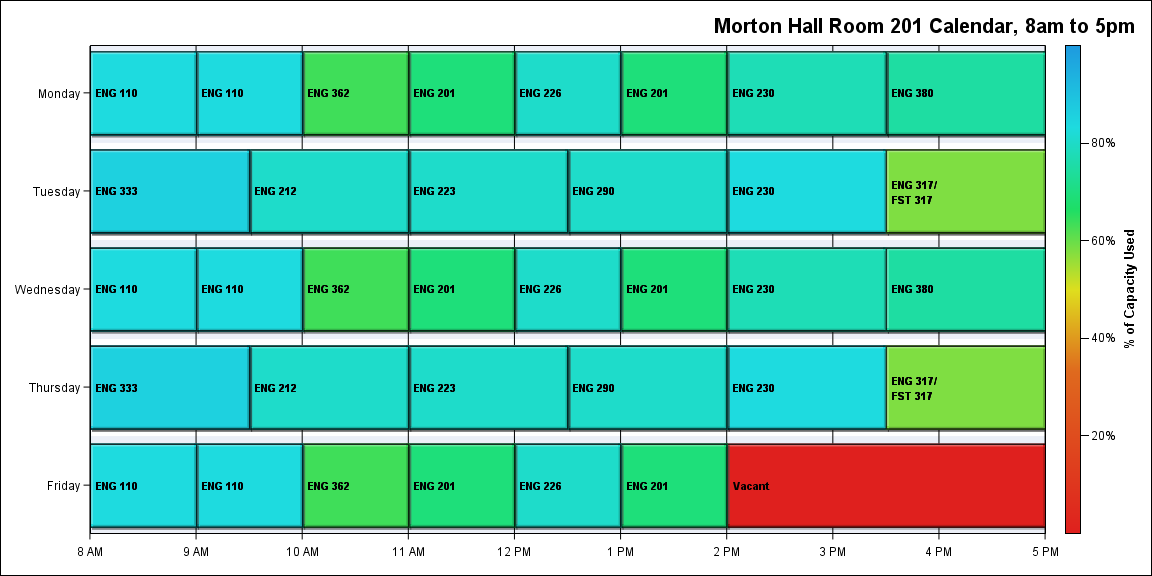 Morton Hall Room 201 Calendar, 8am to 5pm
Monday
ENG 110
ENG 110
ENG 362
ENG 201
ENG 226
ENG 201
ENG 230
ENG 380
Tuesday
ENG 333
ENG 212
ENG 223
ENG 290
ENG 230
ENG 317/
FST 317
Wednesday
ENG 110
ENG 110
ENG 362
ENG 201
ENG 226
ENG 201
ENG 230
ENG 380
Thursday
ENG 333
ENG 212
ENG 223
ENG 290
ENG 230
ENG 317/
FST 317
Friday
ENG 110
ENG 110
ENG 362
ENG 201
ENG 226
ENG 201
Vacant
8 AM
9 AM
10 AM
11 AM
12 PM
1 PM
2 PM
3 PM
4 PM
5 PM
80%
60%
40%
20%
% of Capacity Used